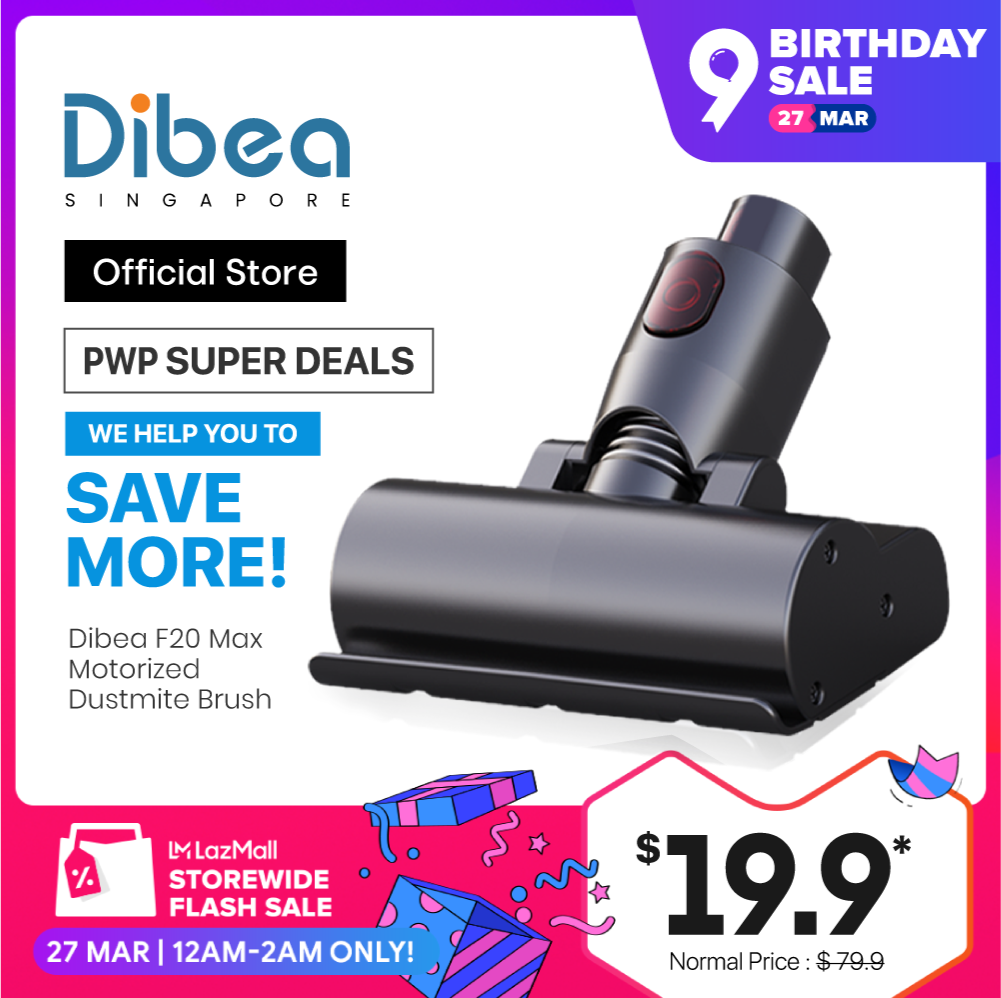 9 BIRTHDAY
SALE
27 MAR
Dibea
SINGAPORE
Official Store
PWP SUPER DEALS
WE HELP YOU TO
SAVE
MORE!
Dibea F20 Max
Motorized
Dustmite Brush
%
LM LazMall
STOREWIDE
FLASH SALE
27 MAR | 12AM-2AM ONLY!
$19.9*
Normal Price : $79.9